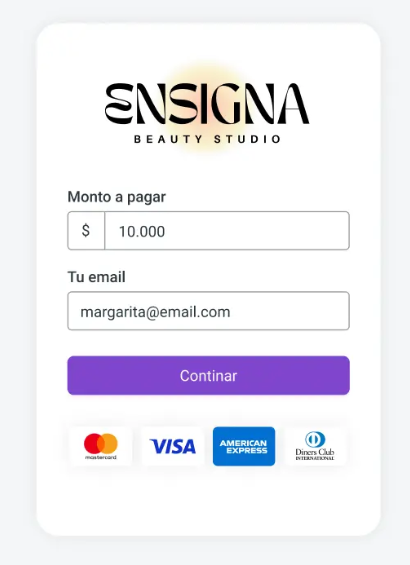 ENSIGNA
BEAUTY STUDIO
Monto a pagar
$ 10.000
Tu email
margarita@email.com
Continar
mastercard VISA AMERICAN EXPRESS Diners Club INTERNATIONAL